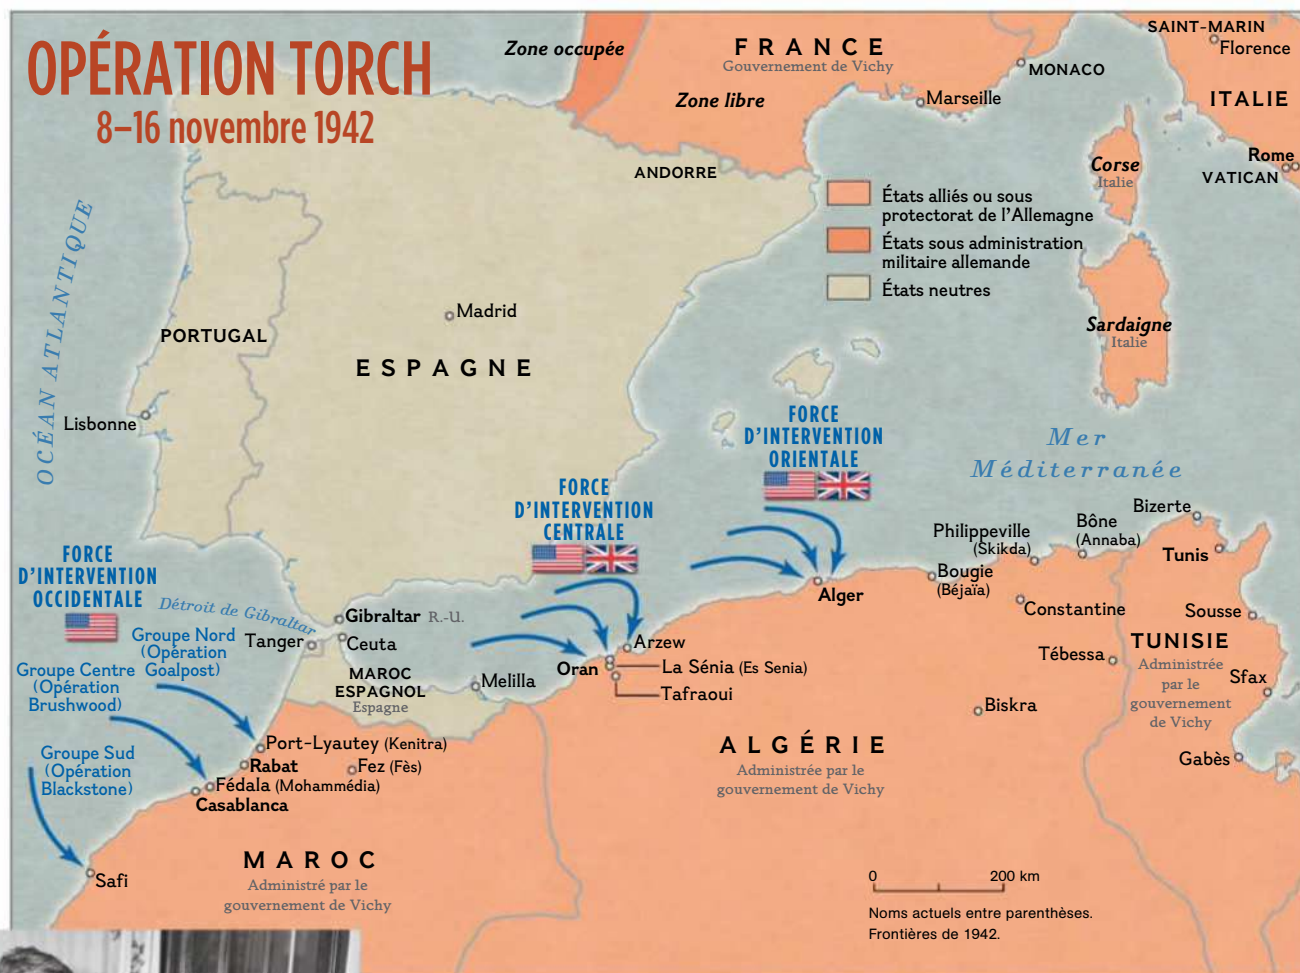 OPÉRATION TORCH
8–16 novembre 1942
Zone occupée
FRANCE
Gouvernement de Vichy
Zone libre
SAINT-MARIN
Florence
MONACO
Marseille
ITALIE
ANDORRE
Corse
Italie
Rome
VATICAN
États alliés ou sous
protectorat de l'Allemagne
États sous administration
militaire allemande
États neutres
OCÉAN ATLANTIQUE
Madrid
PORTUGAL
ESPAGNE
Sardaigne
Italie
Lisbonne
FORCE
D'INTERVENTION
ORIENTALE
Mer
Méditerranée
FORCE
D'INTERVENTION
CENTRALE
Bizerte
Philippeville
(Skikda)
Bône
(Annaba)
Tunis
FORCE
D'INTERVENTION
OCCIDENTALE
Bougie
(Béjaïa)
Alger
Constantine
Sousse
Détroit de Gibraltar
Gibraltar R.-U.
Tanger
Ceuta
Groupe Nord
(Opération
Goalpost)
Groupe Centre
(Opération
Brushwood)
Arzew
Oran
La Sénia (Es Senia)
Tafraoui
TUNISIE
Administrée
par le
gouvernement
de Vichy
Tébessa
Sfax
MAROC
ESPAGNOL
Espagne
Melilla
Biskra
Groupe Sud
(Opération
Blackstone)
Port-Lyautey (Kenitra)
Rabat
Fez (Fès)
Fédala (Mohammédia)
Casablanca
ALGÉRIE
Administrée par le
gouvernement de Vichy
Gabès
MAROC
Administré par le
gouvernement de Vichy
Safi
0 200 km
Noms actuels entre parenthèses.
Frontières de 1942.